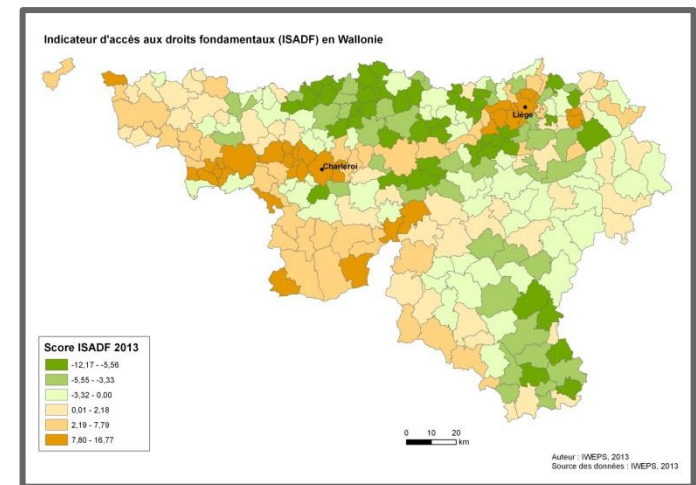 Indicateur d'accès aux droits fondamentaux (ISADF) en Wallonie
Liège
Charleroi
Score ISADF 2013
-12,17 - -5,56
-5,55 - -3,33
-3,32 - 0,00
0,01 - 2,18
2,19 - 7,79
7,80 - 16,77
0 10 20
km
Auteur : IWEPS, 2013
Source des données : IWEPS, 2013